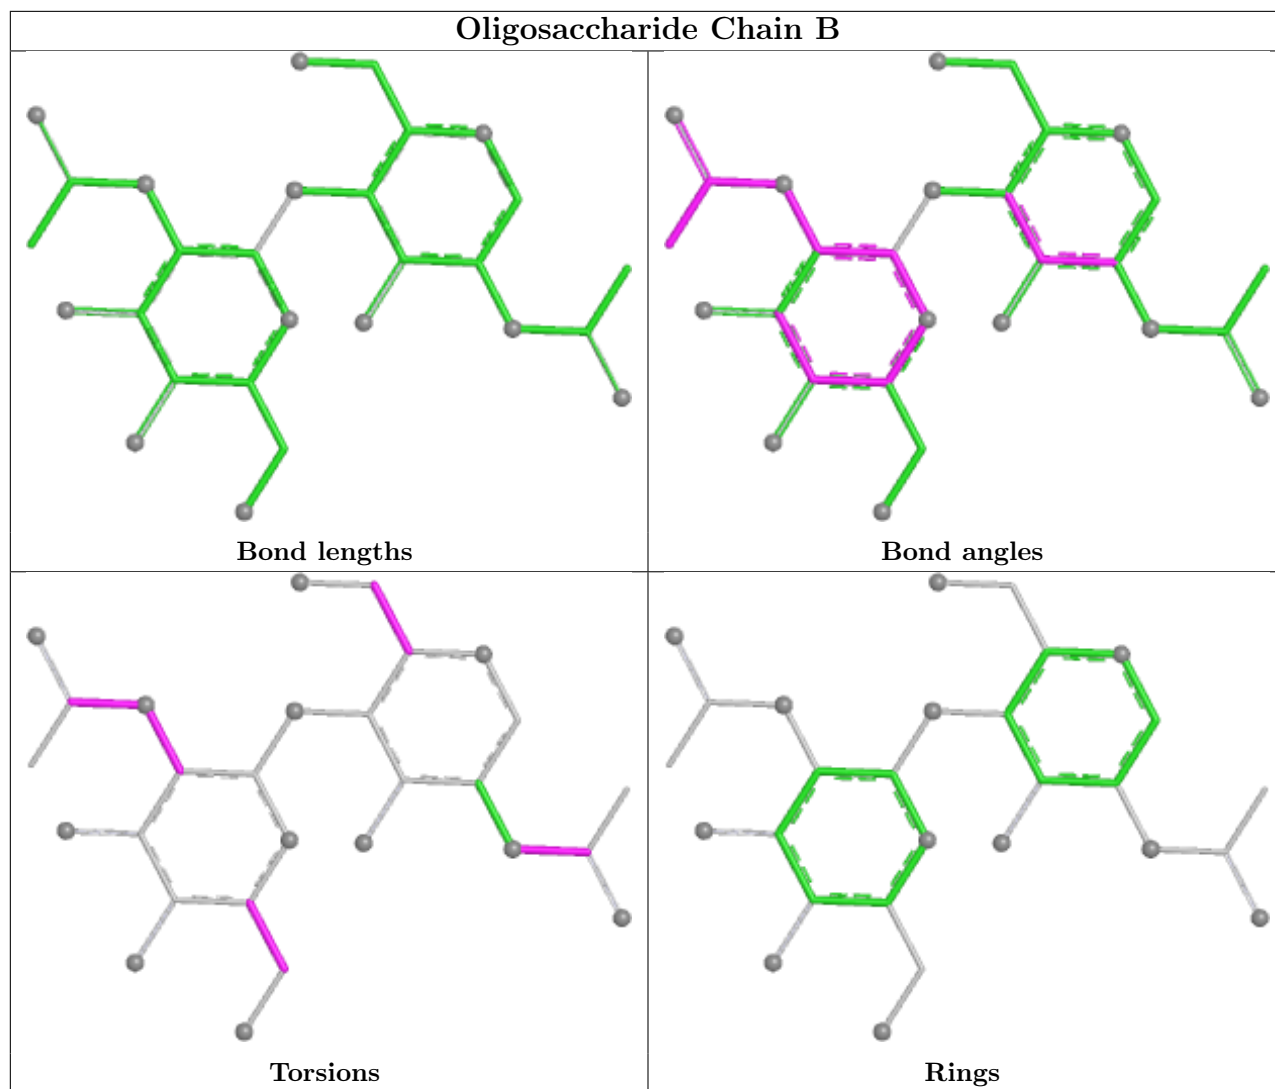 Oligosaccharide Chain B
Bond lengths
Bond angles
Torsions
Rings